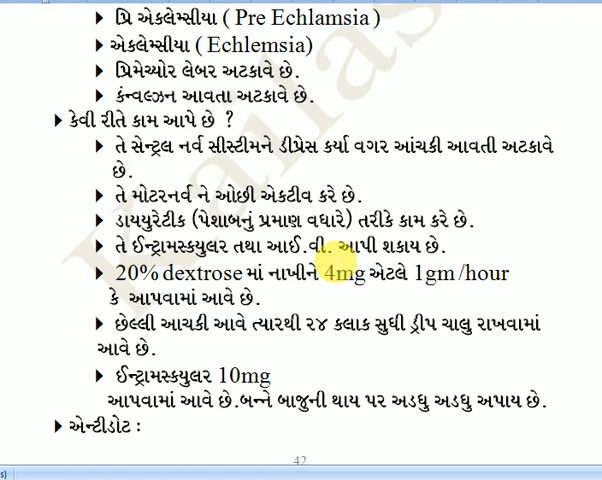 પ્રિ એકલેમ્સીયા ( Pre Echlamsia )
એકલેમ્સીયા ( Echlemsia)
પ્રિમેચ્યોર લેબર અટકાવે છે.
કંન્વલ્ઝન આવતા અટકાવે છે.
કેવી રીતે કામ આપે છે ?
તે સેન્ટ્રલ નર્વ સીસ્ટીમને ડીપ્રેસ કર્યા વગર આંચકી આવતી અટકાવે
છે.
તે મોટરનર્વ ને ઓછી એકટીવ કરે છે.
ડાયયુરેટીક (પેશાબનું પ્રમાણ વધારે) તરીકે કામ કરે છે.
તે ઈન્ટ્રામસ્કયુલર તથા આઈ.વી. આપી શકાય છે.
20% dextrose માં નાખીને 4mg એટલે 1gm /hour
કે આપવામાં આવે છે.
છેલ્લી આચકી આવે ત્યારથી ૨૪ કલાક સુધી ડ્રીપ ચાલુ રાખવામાં
આવે છે.
ઈન્ટ્રામસ્કયુલર 10mg
આપવામાં આવે છે.બન્ને બાજુની થાય પર અડધુ અડધુ અપાય છે.
એન્ટીડોટ :
42
s)
Kailas